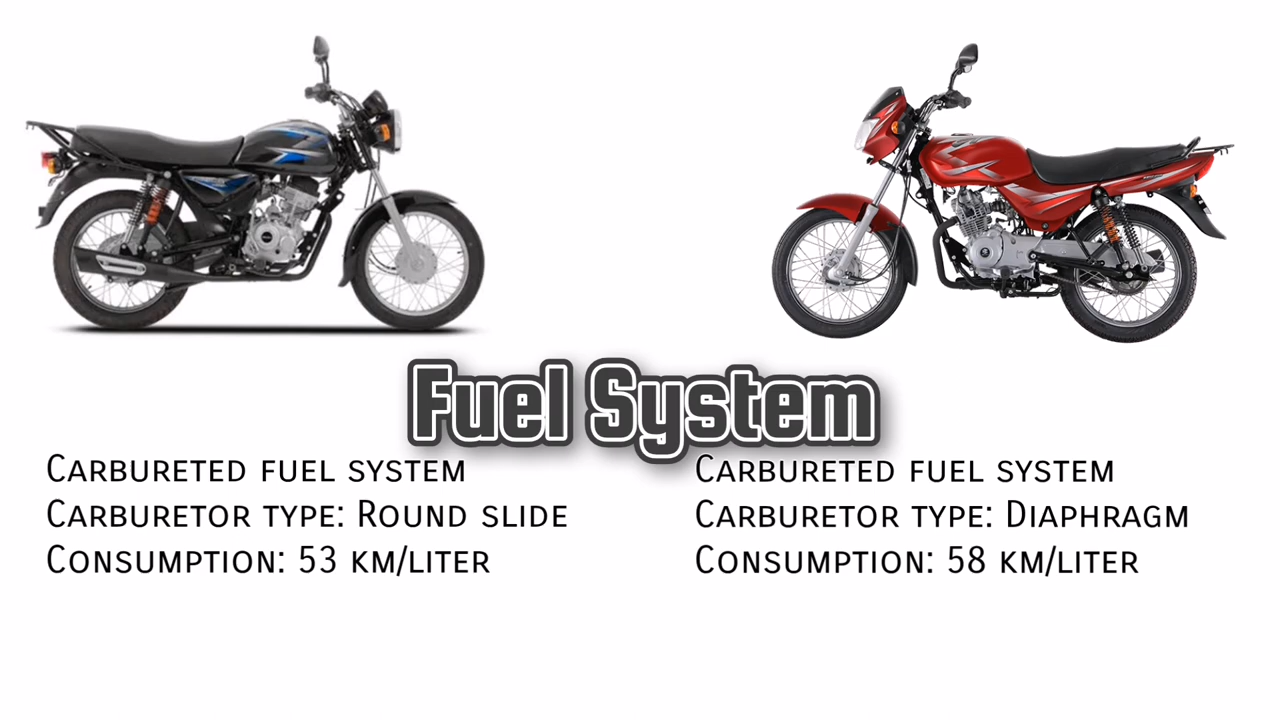 Fuel System
Carbureted fuel system
Carburetor type: Round slide
Consumption: 53 km/liter
Carbureted fuel system
Carburetor type: Diaphragm
Consumption: 58 km/liter